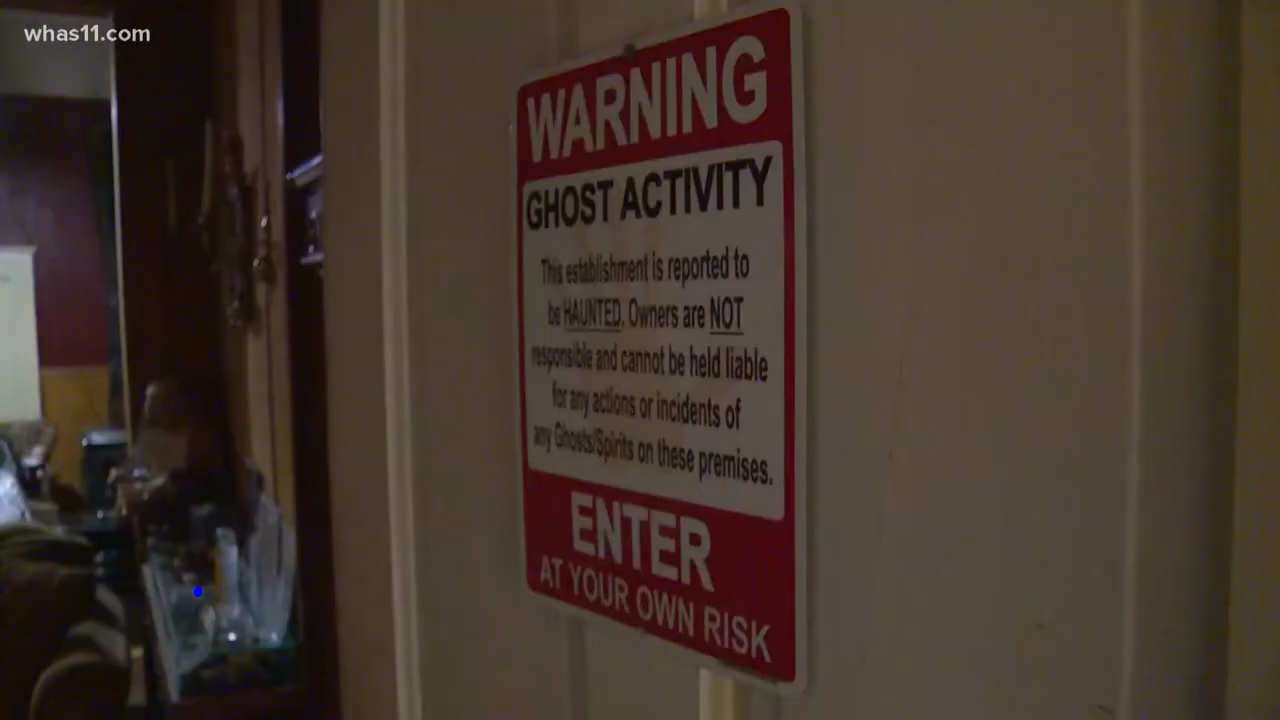 whas11.com
WARNING
GHOST ACTIVITY
This establishment is reported to
be HAUNTED. Owners are NOT
responsible and cannot be held liable
for any actions or incidents of
any Ghosts/Spirits on these premises.
ENTER
AT YOUR OWN RISK